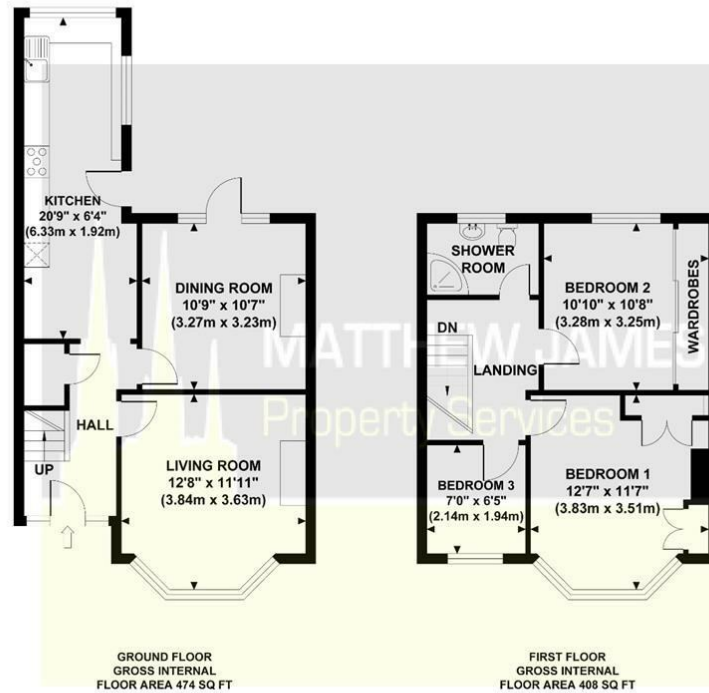 KITCHEN
20'9" x 6'4"
(6.33m x 1.92m)
DINING ROOM
10'9" x 10'7"
(3.27m x 3.23m)
HALL
UP
LIVING ROOM
12'8" x 11'11"
(3.84m x 3.63m)
GROUND FLOOR
GROSS INTERNAL
FLOOR AREA 474 SQ FT
SHOWER
ROOM
BEDROOM 2
10'10" x 10'8"
(3.28m x 3.25m)
WARDROBES
DN
LANDING
BEDROOM 3
7'0" x 6'5"
(2.14m x 1.94m)
BEDROOM 1
12'7" x 11'7"
(3.83m x 3.51m)
FIRST FLOOR
GROSS INTERNAL
FLOOR AREA 408 SQ FT
MATTHEW JAMES
Property Services